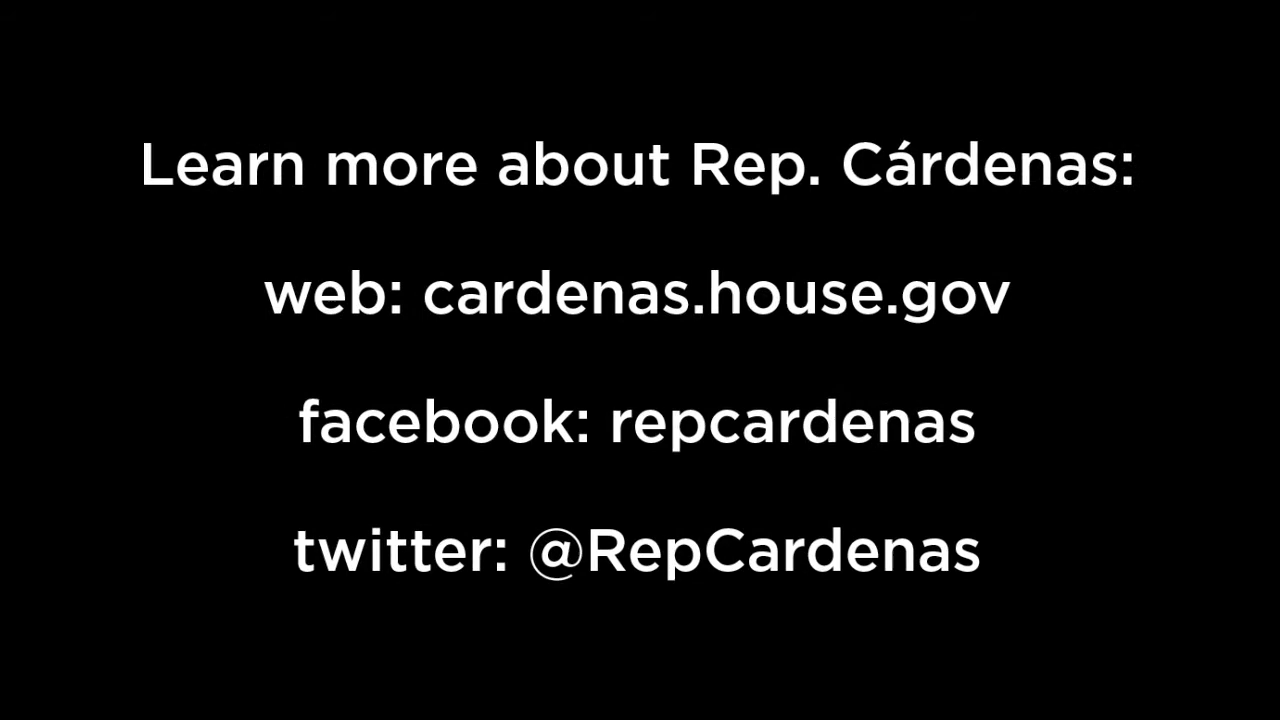 Learn more about Rep. Cárdenas:
web: cardenas.house.gov
facebook: repcardenas
twitter: @RepCardenas